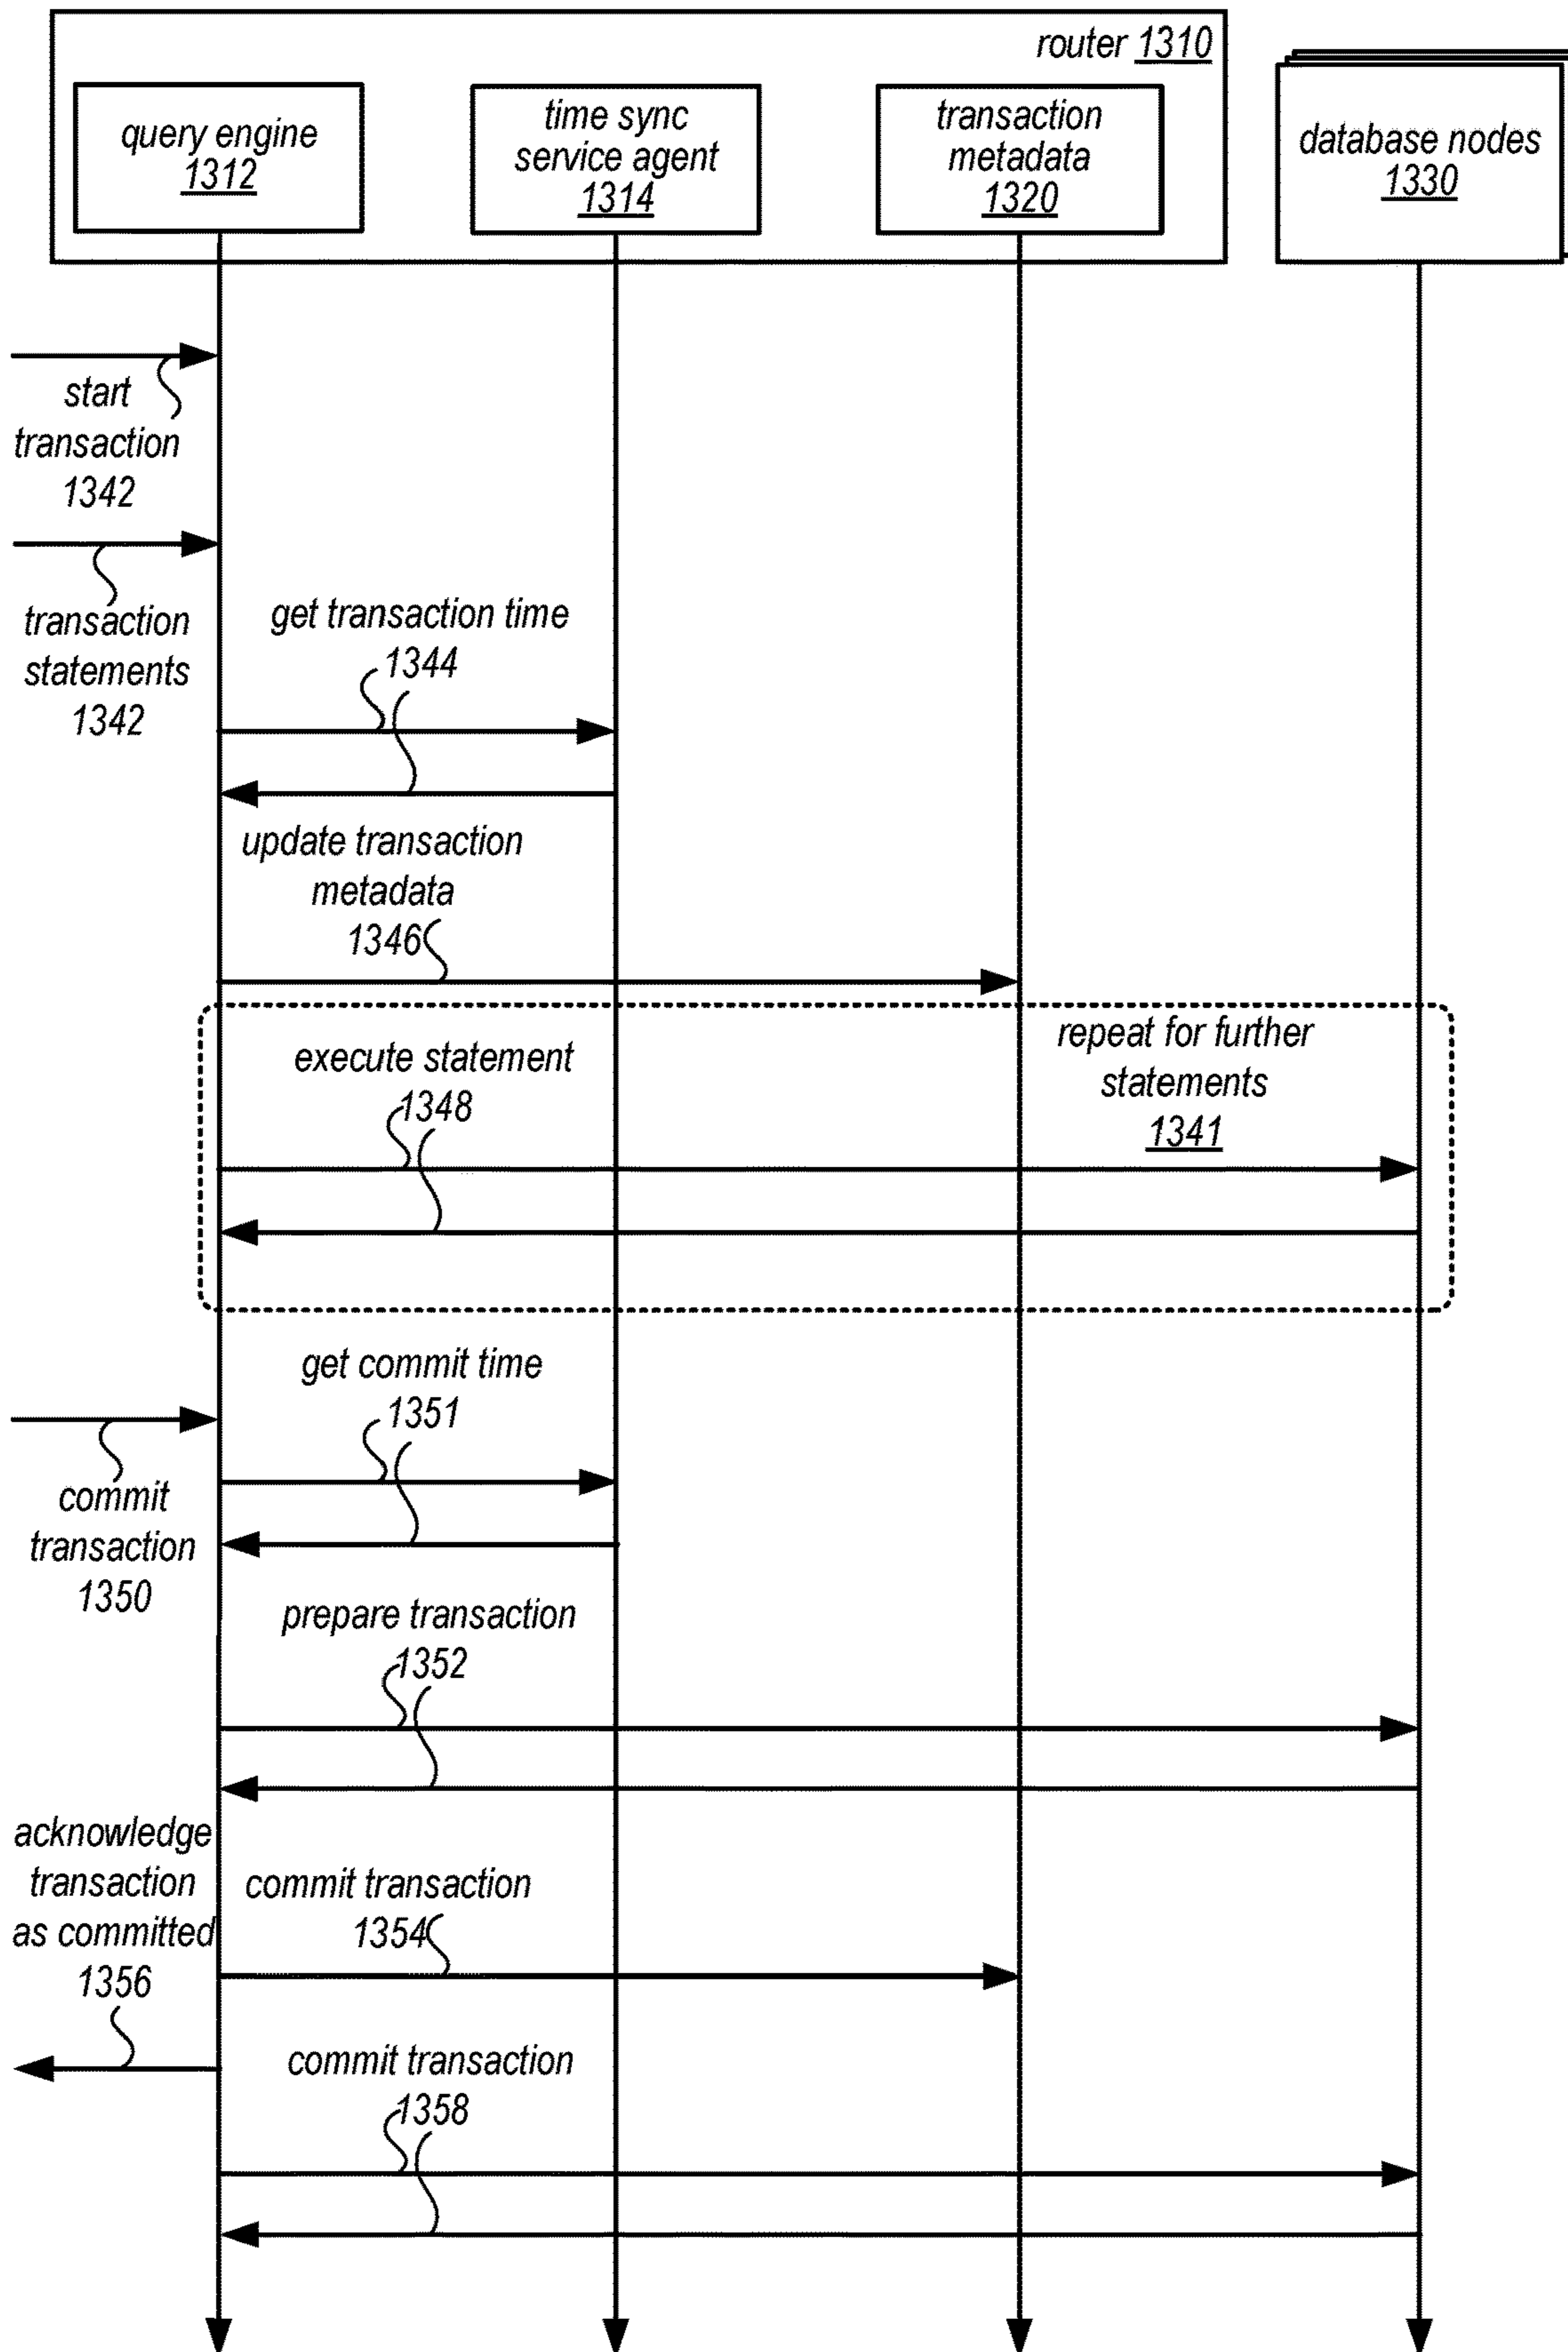 router 1310
query engine
1312
time sync
service agent
1314
transaction
metadata
1320
database nodes
1330
start
transaction
1342
transaction
statements
1342
get transaction time
1344
update transaction
metadata
1346
execute statement
1348
repeat for further
statements
1341
get commit time
1351
commit
transaction
1350
prepare transaction
1352
acknowledge
transaction
as committed
1356
commit transaction
1354
commit transaction
1358